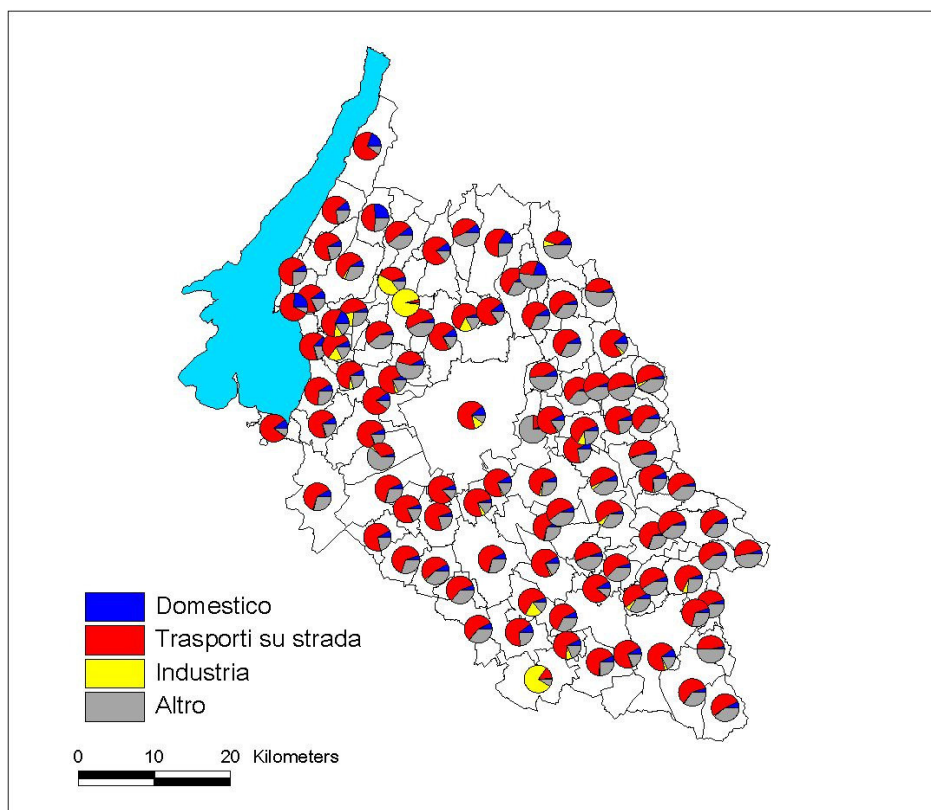 Domestico
Trasporti su strada
Industria
Altro
0 10 20 Kilometers